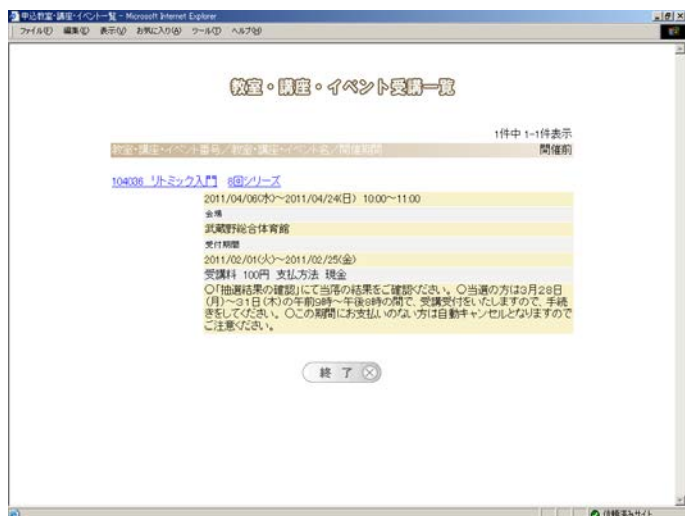 申込教室・講座・イベント一覧 - Microsoft Internet Explorer
ファイル(F) 編集(E) 表示(V) お気に入り(A) ツール(T) ヘルプ(H)
教室・講座・イベント受講一覧
1件中 1-1件表示
教室・講座・イベント番号／教室・講座・イベント名／開催期間 開催前
104036 リトミック入門 8回シリーズ
2011/04/06(水)～2011/04/24(日) 10:00～11:00
会場
武蔵野総合体育館
受付期間
2011/02/01(火)～2011/02/25(金)
受講料 100円 支払方法 現金
○「抽選結果の確認」にて当落の結果をご確認ください。○当選の方は3月28日
(月)～31日(木)の午前9時～午後8時の間で、受講受付をいたしますので、手続
きをしてください。○この期間にお支払いのない方は自動キャンセルとなりますので
ご注意ください。
終 了
信頼済みサイト